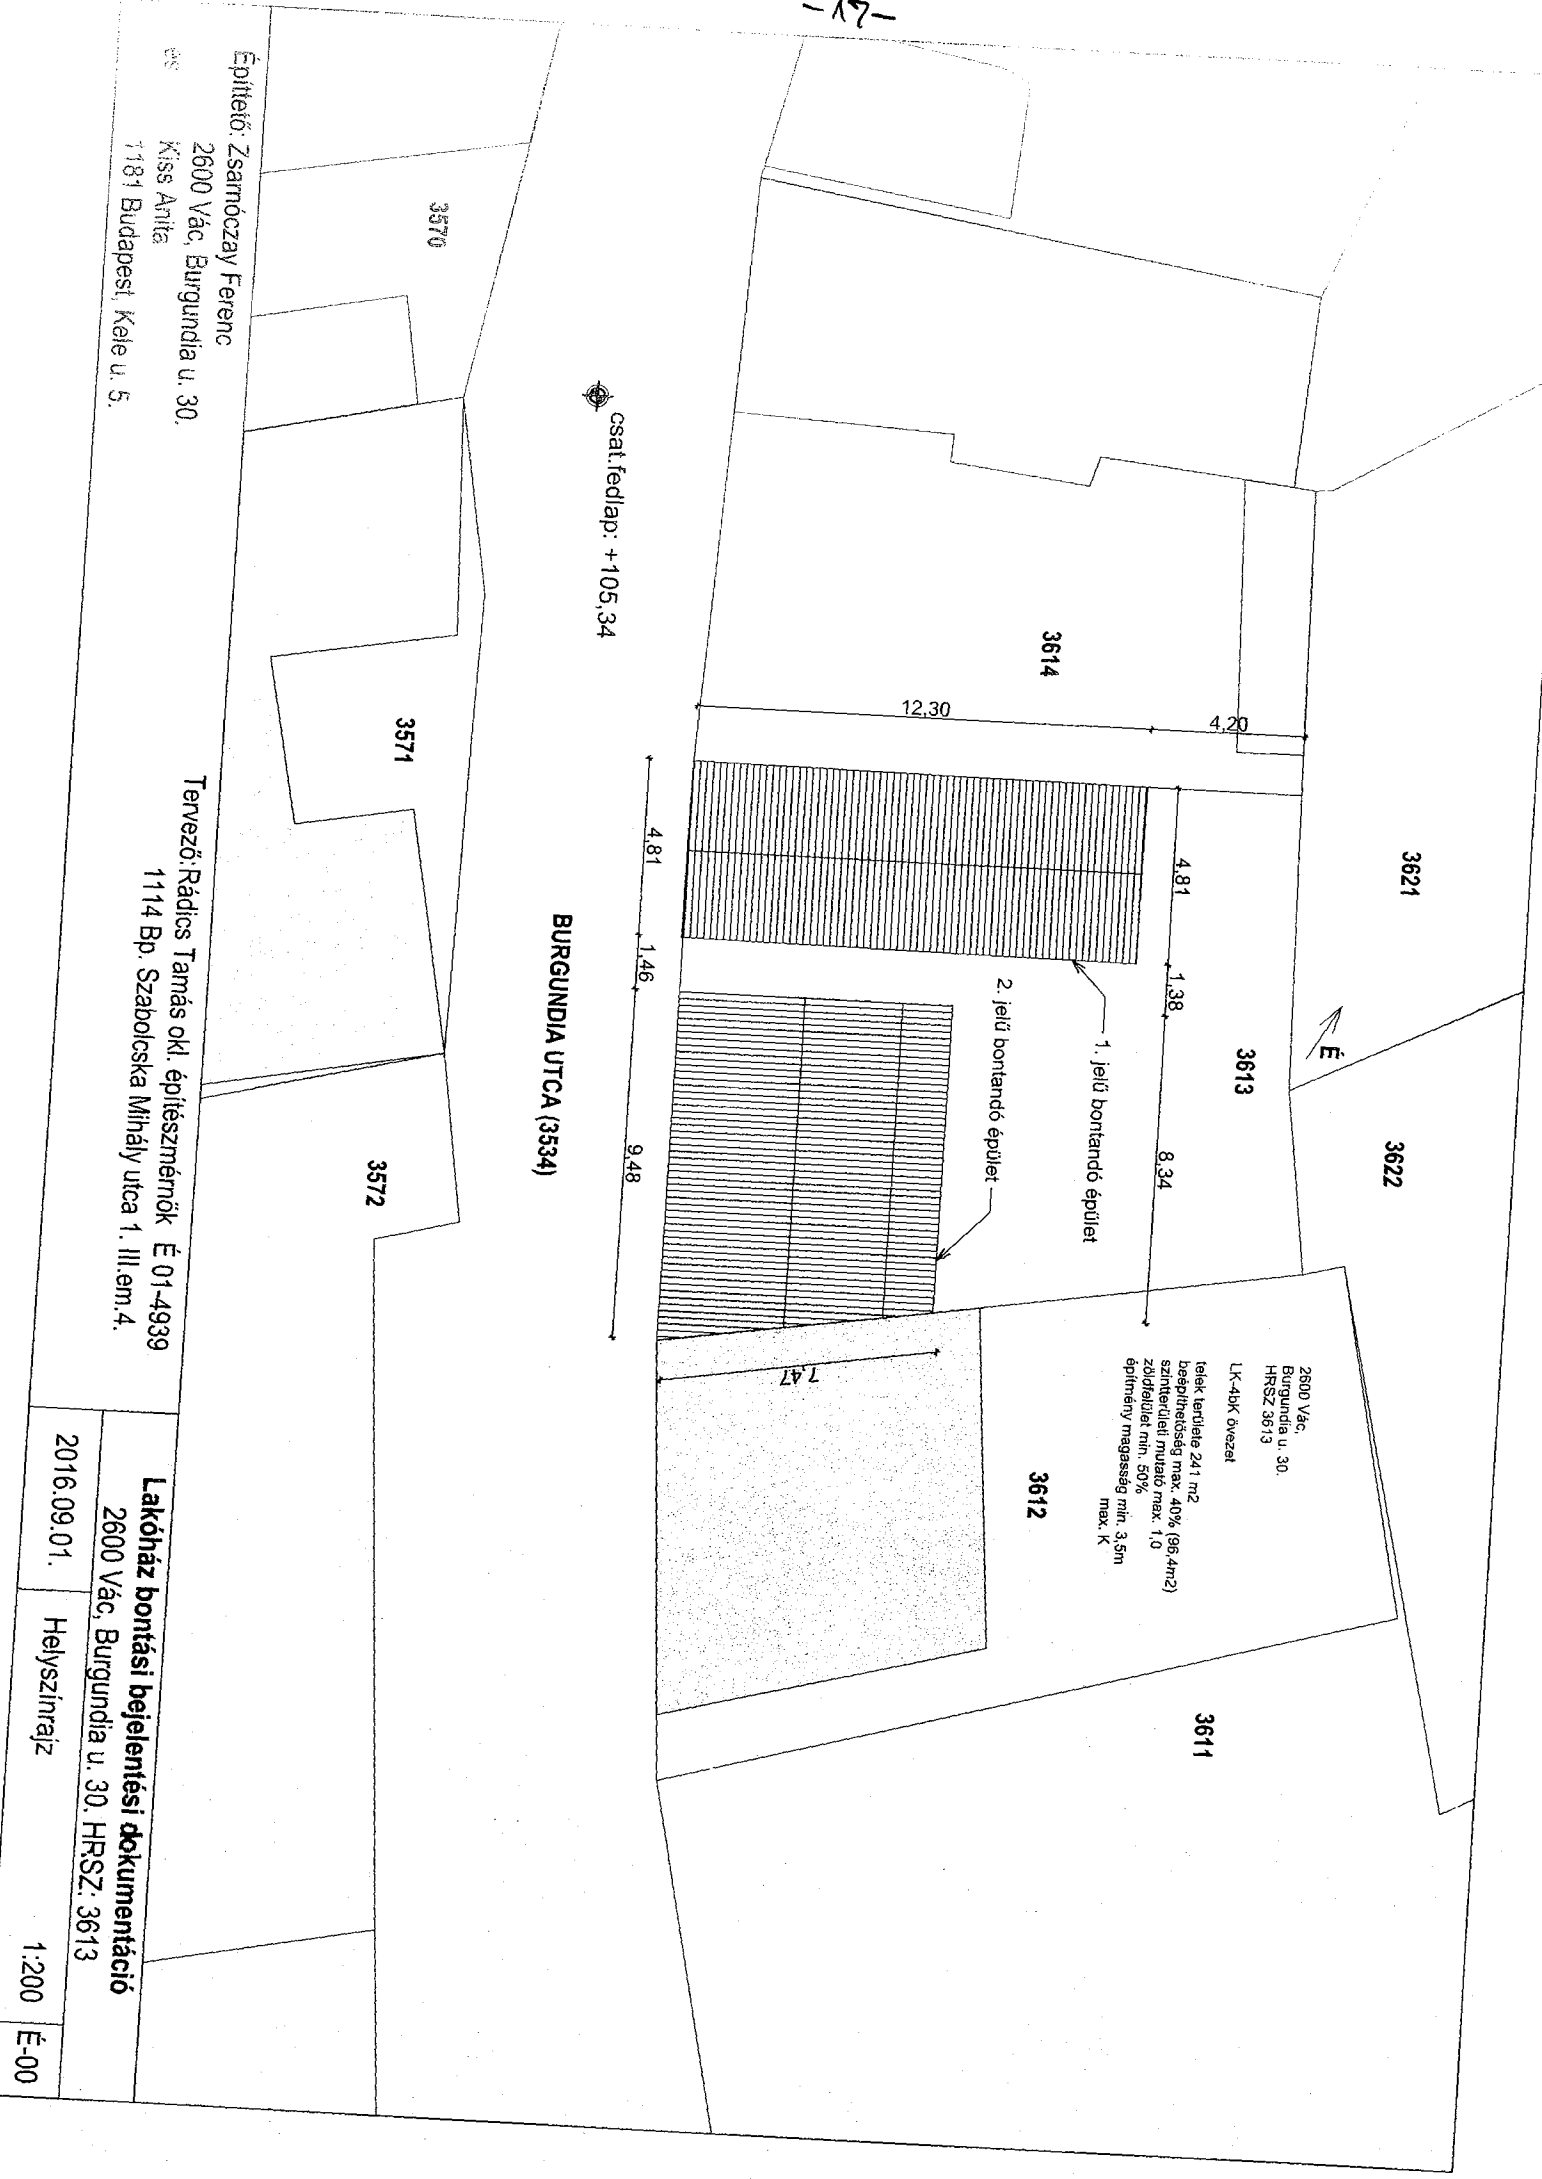 -17-
3621
3622
É
3613
3614
12,30
4,20
4,81
1,38
8,34
1. jelű bontandó épület
2. jelű bontandó épület
2600 Vác,
Burgundia u. 30.
HRSZ 3613
LK-4bK övezet
telek területe 241 m2
beépíthetőség max. 40% (96,4m2)
szintterületi mutató max. 1,0
zöldfelület min. 50%
építmény magasság min. 3,5m
max. K
3612
3611
7,47
4,81
1,46
9,48
csat.fedlap: +105,34
BURGUNDIA UTCA (3534)
3570
3571
3572
Építtető: Zsarnóczay Ferenc
2600 Vác, Burgundia u. 30.
és Kiss Anita
1181 Budapest, Kele u. 5.
Tervező:Rádics Tamás okl. építészmérnök É 01-4939
1114 Bp. Szabolcska Mihály utca 1. III.em.4.
Lakóház bontási bejelentési dokumentáció
2600 Vác, Burgundia u. 30. HRSZ: 3613
2016.09.01.
Helyszínrajz
1:200
É-00